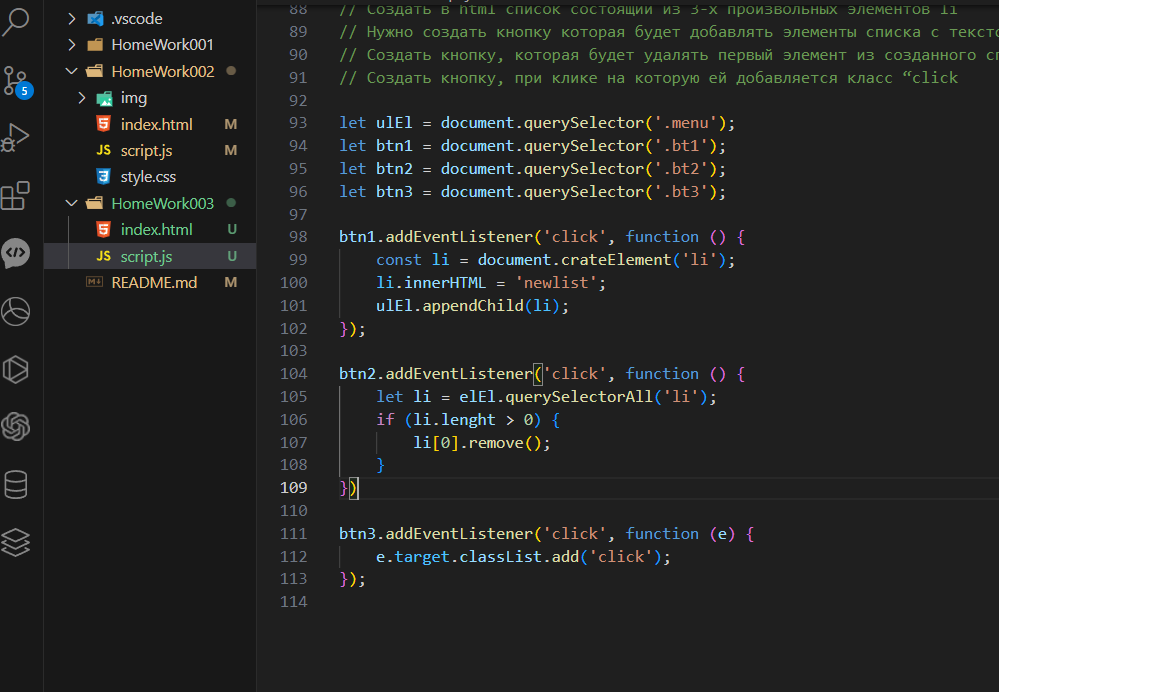 .vscode
HomeWork001
HomeWork002
img
index.html M
script.js M
style.css
HomeWork003
index.html U
script.js U
README.md M
5
88 // Создать в html список состоящий из 3-х произвольных элементов li
89 // Нужно создать кнопку которая будет добавлять элементы списка с
90 // Создать кнопку, которая будет удалять первый элемент из созданного
91 // Создать кнопку, при клике на которую ей добавляется класс “click
92
93 let ulEl = document.querySelector('.menu');
94 let btn1 = document.querySelector('.bt1');
95 let btn2 = document.querySelector('.bt2');
96 let btn3 = document.querySelector('.bt3');
97
98 btn1.addEventListener('click', function () {
99 const li = document.crateElement('li');
100 li.innerHTML = 'newlist';
101 ulEl.appendChild(li);
102 });
103
104 btn2.addEventListener('click', function () {
105 let li = elEl.querySelectorAll('li');
106 if (li.lenght > 0) {
107 li[0].remove();
108 }
109 })
110
111 btn3.addEventListener('click', function (e) {
112 e.target.classList.add('click');
113 });
114